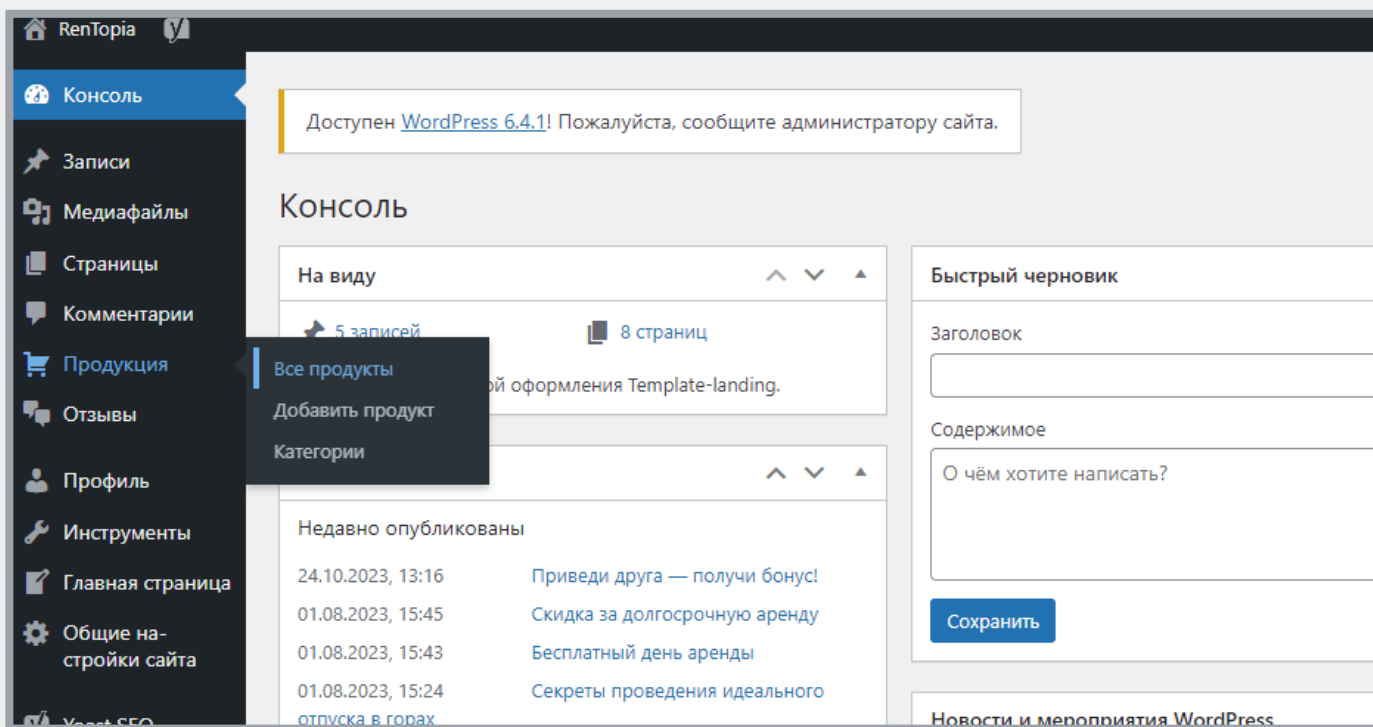 RenTopia
Консоль
Записи
Медиафайлы
Страницы
Комментарии
Продукция
Отзывы
Профиль
Инструменты
Главная страница
Общие на-
стройки сайта
Yoast SEO
Все продукты
Добавить продукт
Категории
Доступен WordPress 6.4.1! Пожалуйста, сообщите администратору сайта.
Консоль
На виду
5 записей
8 страниц
й оформления Template-landing.
Недавно опубликованы
24.10.2023, 13:16 Приведи друга — получи бонус!
01.08.2023, 15:45 Скидка за долгосрочную аренду
01.08.2023, 15:43 Бесплатный день аренды
01.08.2023, 15:24 Секреты проведения идеального
отпуска в горах
Быстрый черновик
Заголовок
Содержимое
О чём хотите написать?
Сохранить
Новости и мероприятия WordPress